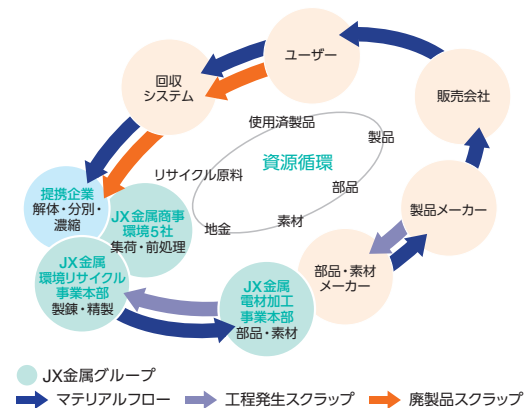 ユーザー
回収
システム
販売会社
使用済製品
製品
資源循環
リサイクル原料
部品
素材
地金
提携企業
解体・分別・
濃縮
JX金属商事
環境5社
集荷・前処理
製品メーカー
部品・素材
メーカー
JX金属
環境リサイクル
事業本部
製錬・精製
JX金属
電材加工
事業本部
部品・素材
JX金属グループ
マテリアルフロー
工程発生スクラップ
廃製品スクラップ